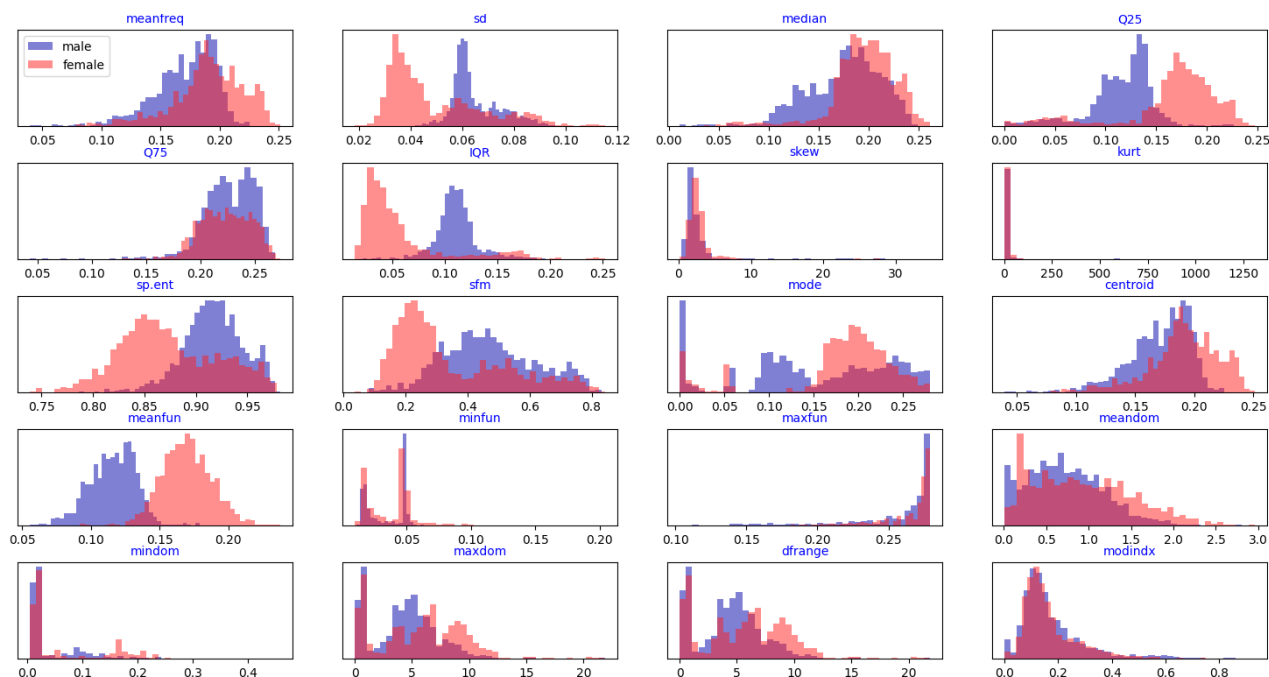 meanfreq sd median Q25
male
female
0.05 0.10 0.15 0.20 0.25 0.02 0.04 0.06 0.08 0.10 0.12 0.00 0.05 0.10 0.15 0.20 0.25 0.00 0.05 0.10 0.15 0.20 0.25
Q75 IQR skew kurt
0.05 0.10 0.15 0.20 0.25 0.05 0.10 0.15 0.20 0.25 0 10 20 30 0 250 500 750 1000 1250
sp.ent sfm mode centroid
0.75 0.80 0.85 0.90 0.95 0.0 0.2 0.4 0.6 0.8 0.00 0.05 0.10 0.15 0.20 0.25 0.05 0.10 0.15 0.20 0.25
meanfun minfun maxfun meandom
0.10 0.15 0.20 0.05 0.10 0.15 0.20 0.10 0.15 0.20 0.25 0.0 0.5 1.0 1.5 2.0 2.5 3.0
mindom maxdom dfrange modindx
0.0 0.1 0.2 0.3 0.4 0 5 10 15 20 0 5 10 15 20 0.0 0.2 0.4 0.6 0.8